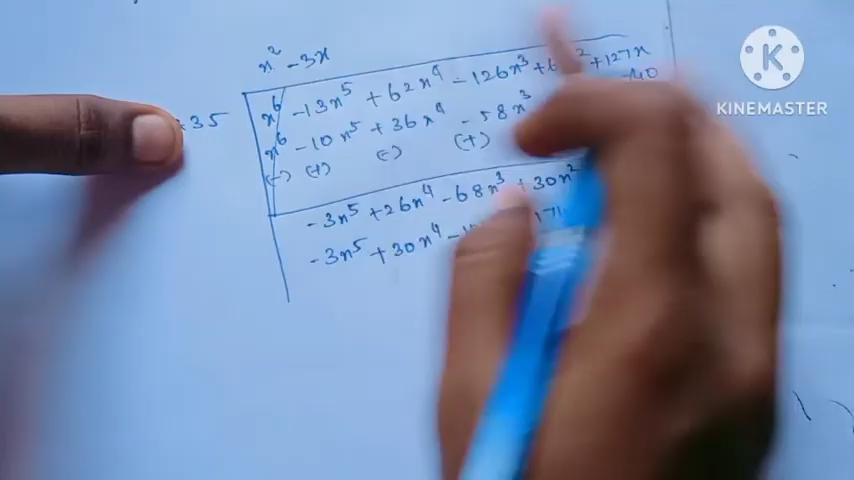 x² - 3x
x⁶ - 13x⁵ + 62x⁴ - 126x³ + 6 ² + 127x
35
40
x⁶ - 10x⁵ + 36x⁴ - 58x³
(-) (+) (-) (+)
- 3x⁵ + 26x⁴ - 68x³ + 30x²
- 3x⁵ + 30x⁴ -
KINEMASTER